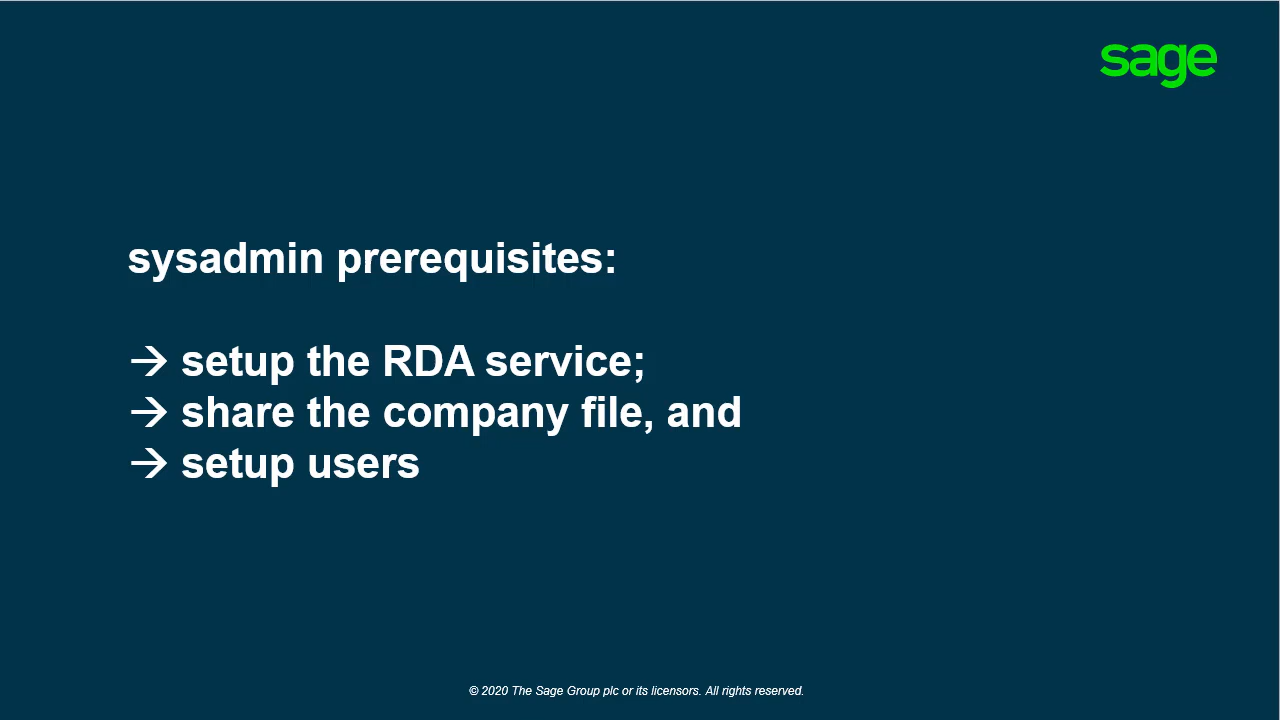 sage
sysadmin prerequisites:
→ setup the RDA service;
→ share the company file, and
→ setup users
© 2020 The Sage Group plc or its licensors. All rights reserved.